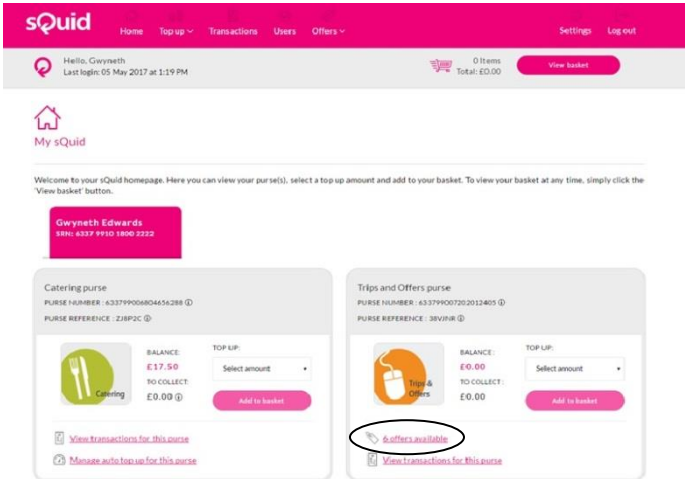 sQuid
Home Top up Transactions Users Offers Settings Log out
Hello, Gwyneth
Last login: 05 May 2017 at 1:19 PM
0 Items
Total: £0.00
View basket
My sQuid
Welcome to your sQuid homepage. Here you can view your purse(s), select a top up amount and add to your basket. To view your basket at any time, simply click the
'View basket' button.
Gwyneth Edwards
SRN: 6337 9910 1800 2222
Catering purse
PURSE NUMBER : 633799006804656288
PURSE REFERENCE : ZJ8P2C
Catering
BALANCE:
£17.50
TO COLLECT:
£0.00
TOP UP:
Select amount
Add to basket
View transactions for this purse
Manage auto top up for this purse
Trips and Offers purse
PURSE NUMBER : 633799007202012405
PURSE REFERENCE : 38VJNR
Trips &
Offers
BALANCE:
£0.00
TO COLLECT:
£0.00
TOP UP:
Select amount
Add to basket
6 offers available
View transactions for this purse